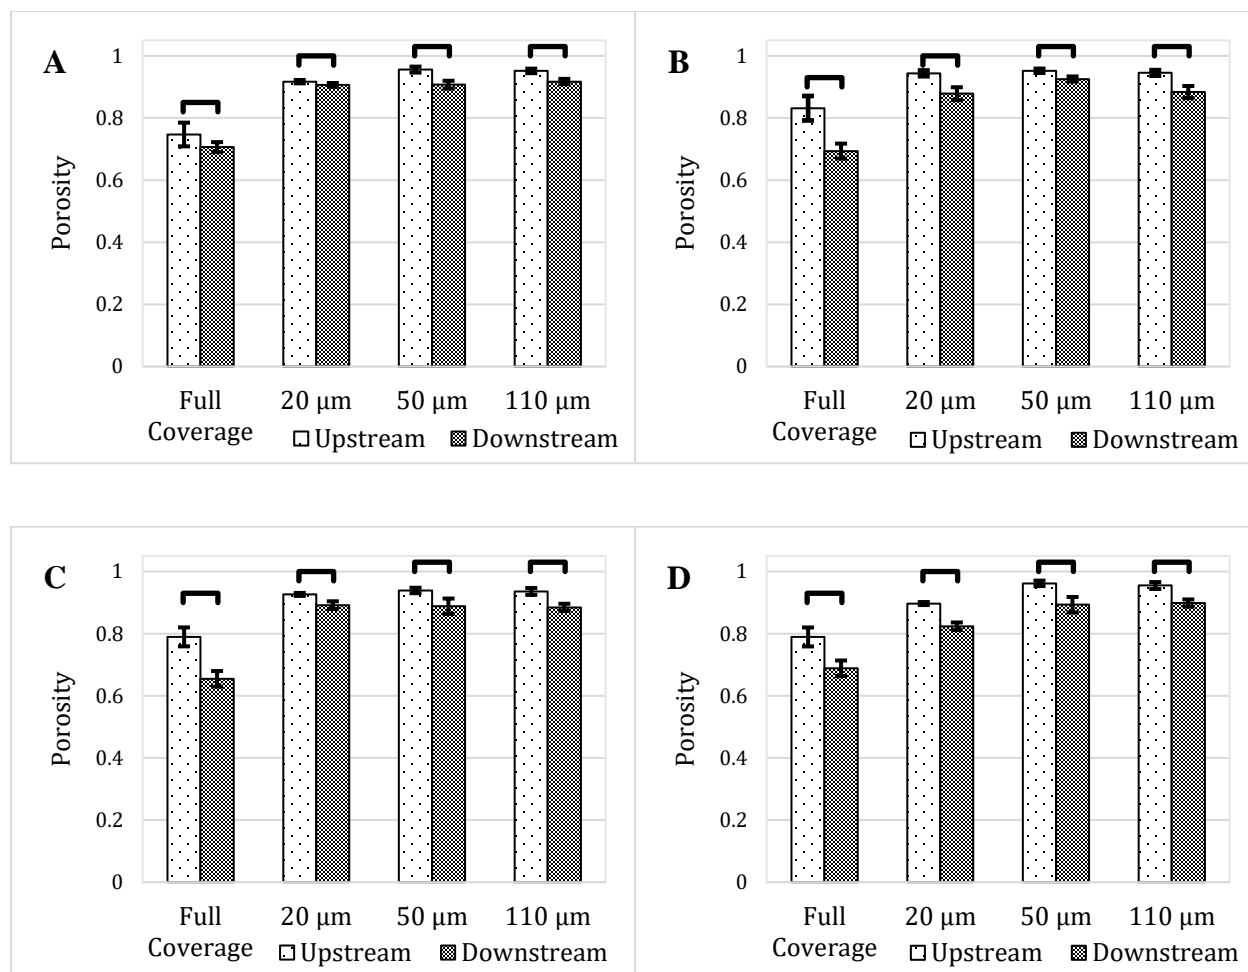 A
Porosity
1
0.8
0.6
0.4
0.2
0
Full Coverage
20 μm
50 μm
110 μm
Upstream
Downstream
B
Porosity
1
0.8
0.6
0.4
0.2
0
Full Coverage
20 μm
50 μm
110 μm
Upstream
Downstream
C
Porosity
1
0.8
0.6
0.4
0.2
0
Full Coverage
20 μm
50 μm
110 μm
Upstream
Downstream
D
Porosity
1
0.8
0.6
0.4
0.2
0
Full Coverage
20 μm
50 μm
110 μm
Upstream
Downstream